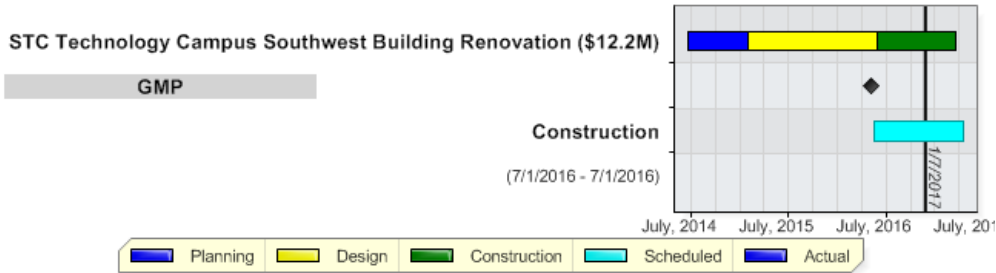 STC Technology Campus Southwest Building Renovation ($12.2M)
GMP
Construction
(7/1/2016 - 7/1/2016)
1/7/2017
July, 2014 July, 2015 July, 2016 July, 201
Planning Design Construction Scheduled Actual